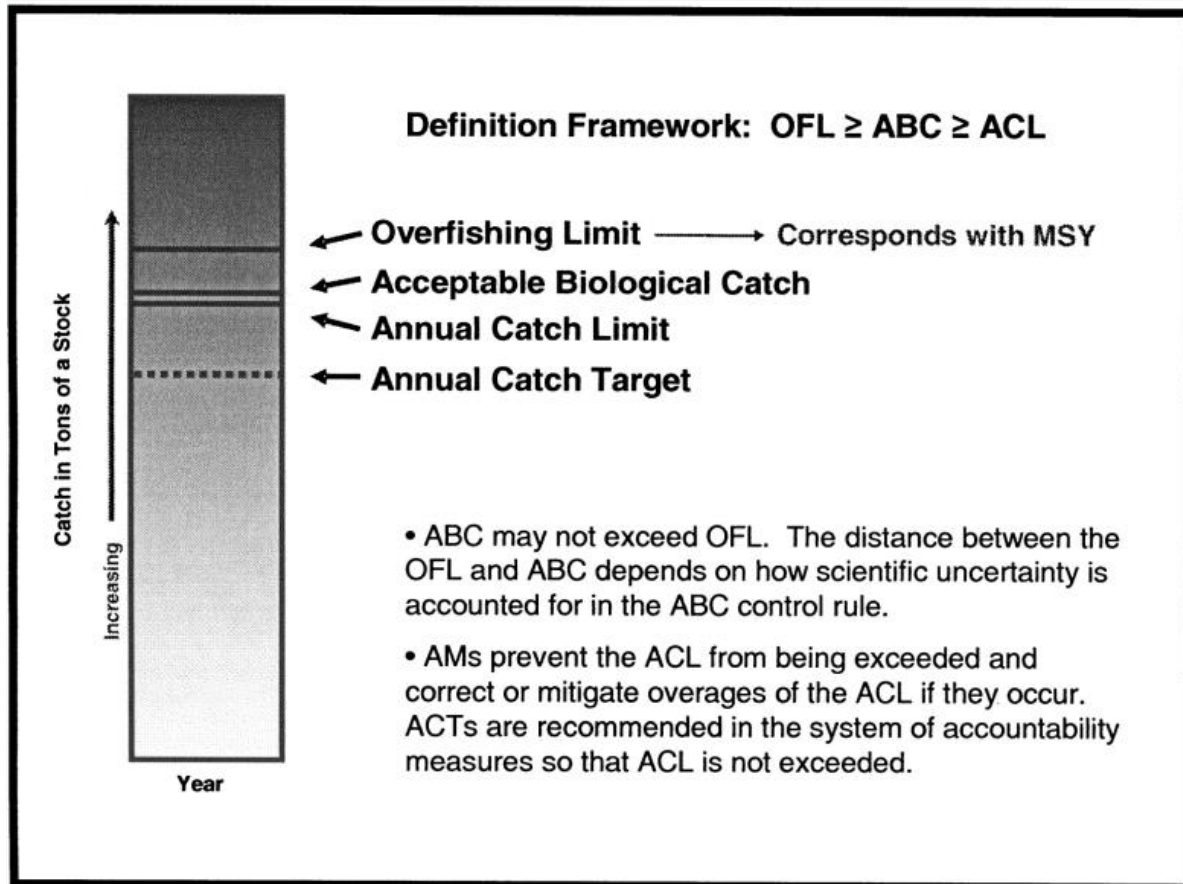 Definition Framework: OFL ≥ ABC ≥ ACL
Overfishing Limit
Corresponds with MSY
Acceptable Biological Catch
Annual Catch Limit
Annual Catch Target
Catch in Tons of a Stock
Increasing
Year
• ABC may not exceed OFL. The distance between the
OFL and ABC depends on how scientific uncertainty is
accounted for in the ABC control rule.
• AMs prevent the ACL from being exceeded and
correct or mitigate overages of the ACL if they occur.
ACTs are recommended in the system of accountability
measures so that ACL is not exceeded.